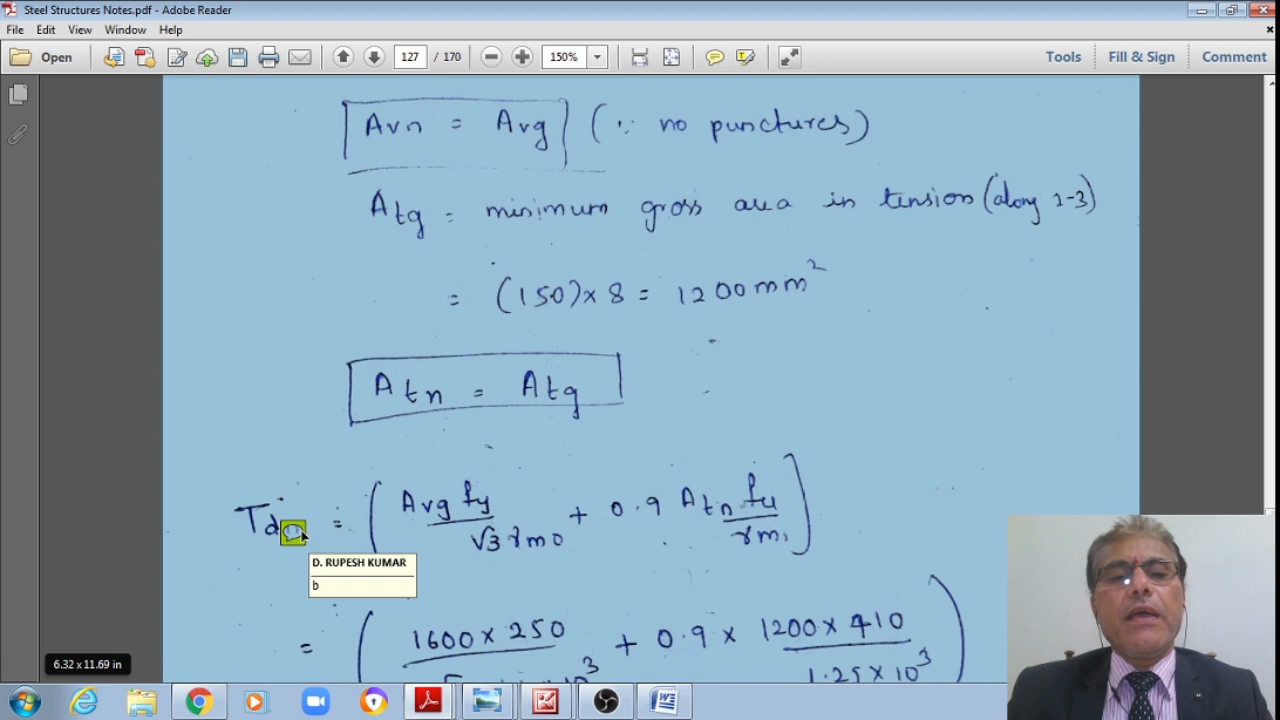 Steel Structures Notes.pdf - Adobe Reader
File Edit View Window Help
Open 127 / 170 150% Tools Fill & Sign Comment
Avn = Avg (∵ no punctures)
Atg = minimum gross area in tension (along 2-3)
= (150) × 8 = 1200 mm²
Atn = Atg
Td = ( Avg fy / √3 γm0 + 0.9 Atn fu / γm1 )
D. RUPESH KUMAR
b
= ( 1600 × 250 / × 10³ + 0.9 × 1200 × 410 / 1.25 × 10³ )
6.32 x 11.69 in